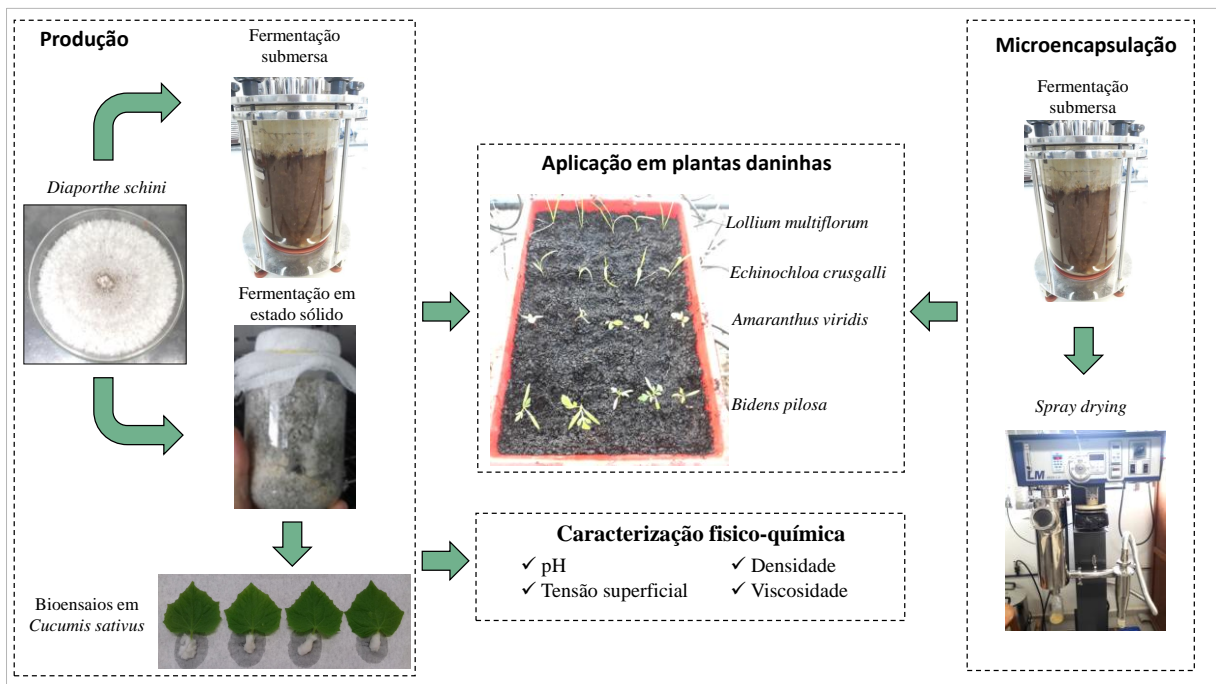 Produção
Fermentação
submersa
Diaporthe schini
Fermentação em
estado sólido
Bioensaios em
Cucumis sativus
Aplicação em plantas daninhas
Lollium multiflorum
Echinochloa crusgalli
Amaranthus viridis
Bidens pilosa
Caracterização fisico-química
✓ pH
✓ Tensão superficial
✓ Densidade
✓ Viscosidade
Microencapsulação
Fermentação
submersa
Spray drying
LM